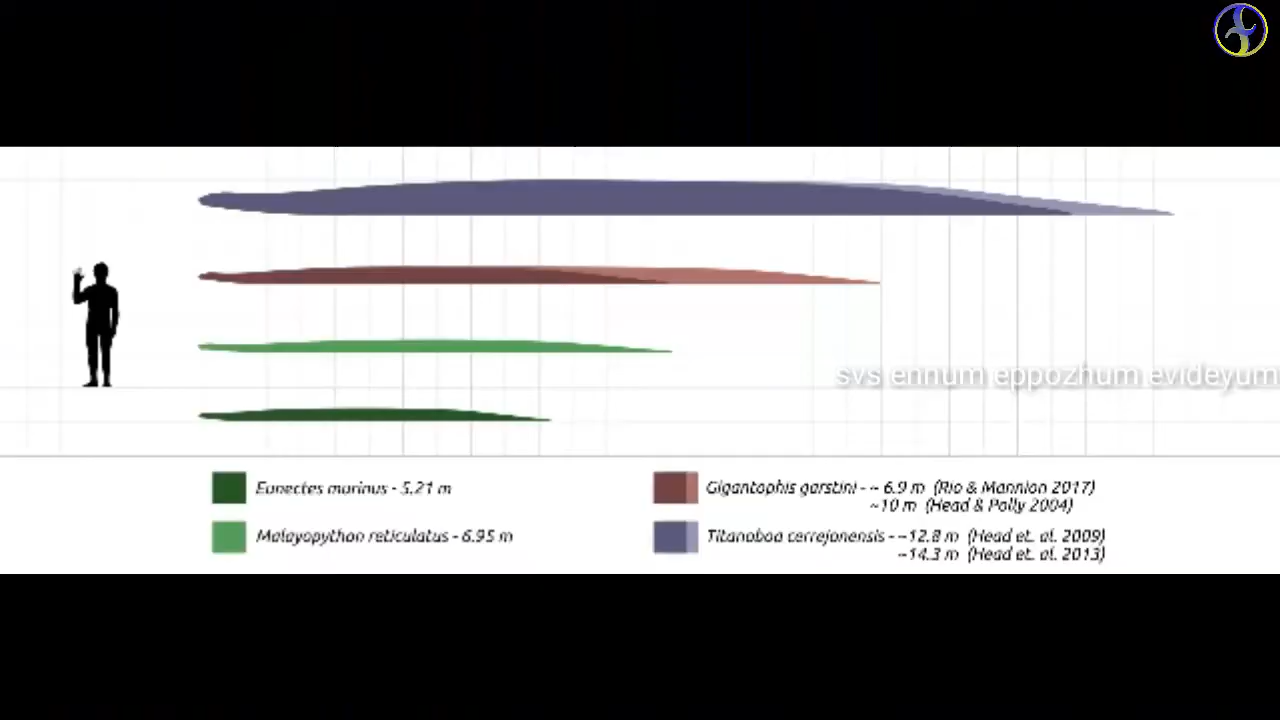 svs ennum eppozhum evideyum
Eunectes murinus - 5.21 m
Malayopython reticulatus - 6.95 m
Gigantophis garstini - ~ 6.9 m (Rio & Mannion 2017)
~10 m (Head & Polly 2004)
Titanoboa cerrejonensis - ~12.8 m (Head et. al. 2009)
~14.3 m (Head et. al. 2013)